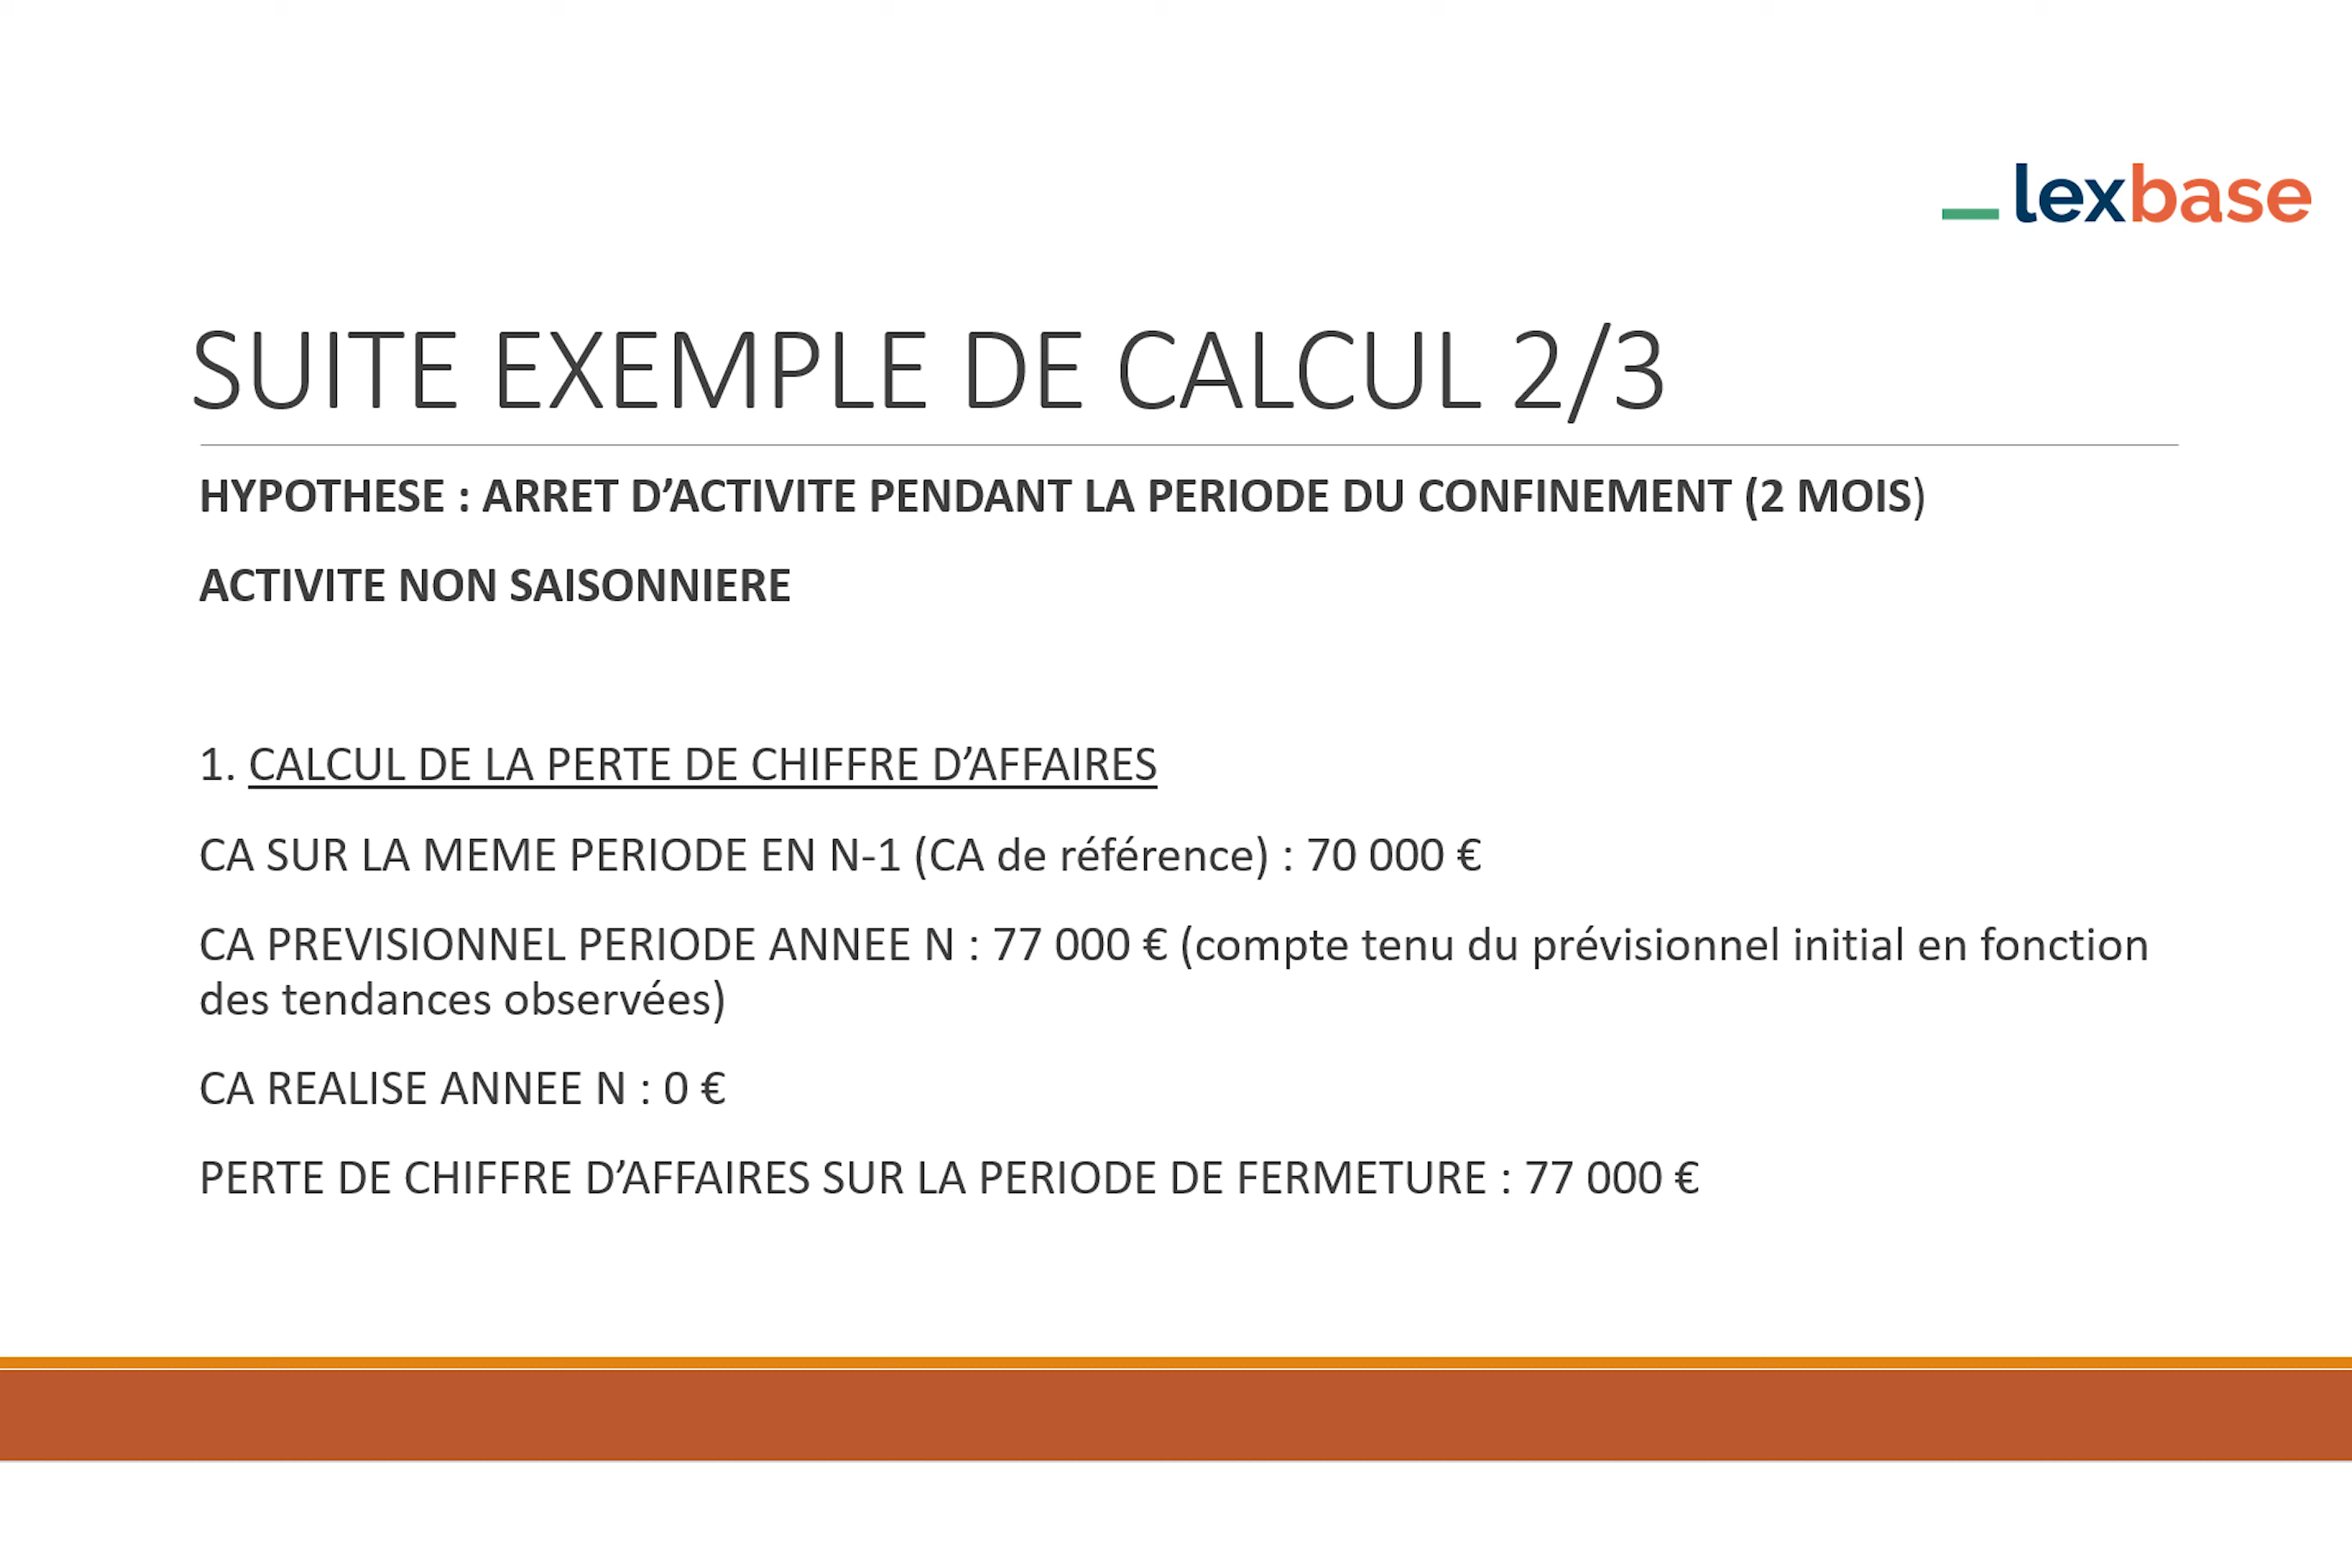 lexbase
SUITE EXEMPLE DE CALCUL 2/3
HYPOTHESE : ARRET D’ACTIVITE PENDANT LA PERIODE DU CONFINEMENT (2 MOIS)
ACTIVITE NON SAISONNIERE
1. CALCUL DE LA PERTE DE CHIFFRE D’AFFAIRES
CA SUR LA MEME PERIODE EN N-1 (CA de référence) : 70 000 €
CA PREVISIONNEL PERIODE ANNEE N : 77 000 € (compte tenu du prévisionnel initial en fonction
des tendances observées)
CA REALISE ANNEE N : 0 €
PERTE DE CHIFFRE D’AFFAIRES SUR LA PERIODE DE FERMETURE : 77 000 €